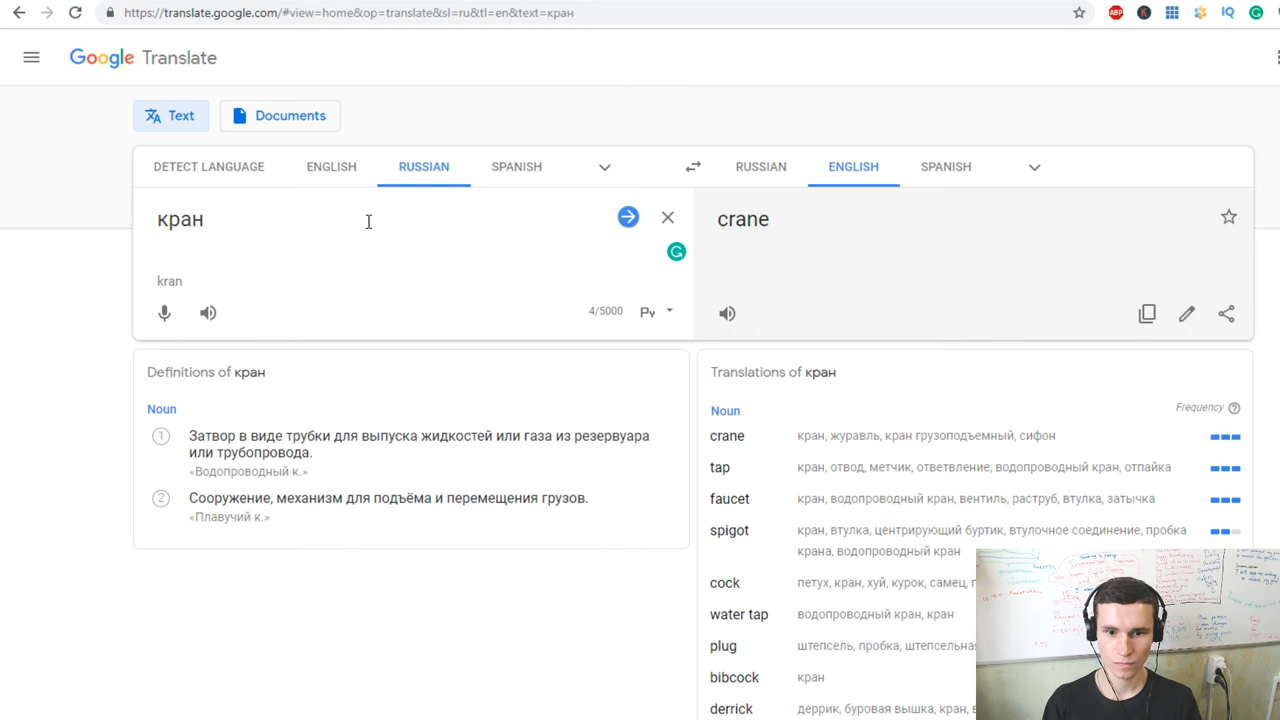 https://translate.google.com/#view=home&op=translate&sl=ru&tl=en&text=кран
ABP
K
IQ
G
Google Translate
Text
Documents
DETECT LANGUAGE
ENGLISH
RUSSIAN
SPANISH
RUSSIAN
ENGLISH
SPANISH
кран
crane
G
kran
4/5000
Definitions of кран
Noun
1 Затвор в виде трубки для выпуска жидкостей или газа из резервуара
или трубопровода.
«Водопроводный к.»
2 Сооружение, механизм для подъёма и перемещения грузов.
«Плавучий к.»
Translations of кран
Noun
Frequency ?
crane кран, журавль, кран грузоподъемный, сифон
tap кран, отвод, метчик, ответвление, водопроводный кран, отпайка
faucet кран, водопроводный кран, вентиль, раструб, втулка, затычка
spigot кран, втулка, центрирующий буртик, втулочное соединение, пробка
крана, водопроводный кран
cock петух, кран, хуй, курок, самец,
water tap водопроводный кран, кран
plug штепсель, пробка, штепсельная
bibcock кран
derrick деррик, буровая вышка, кран,